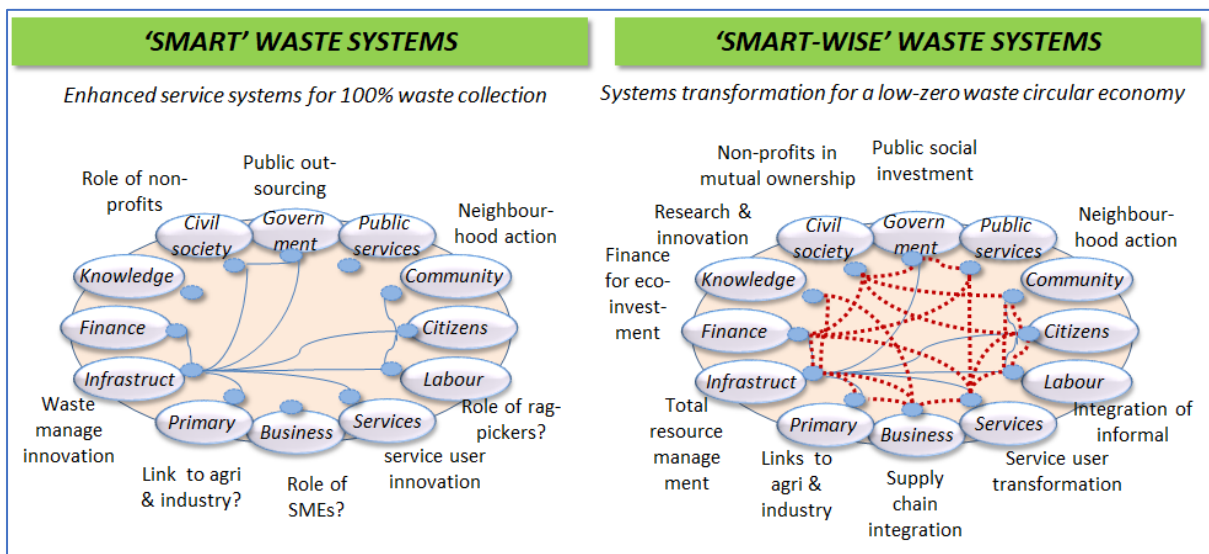 ‘SMART’ WASTE SYSTEMS
Enhanced service systems for 100% waste collection
Role of non-
profits
Public out-
sourcing
Neighbour-
hood action
Civil
society
Govern
ment
Public
services
Knowledge
Community
Finance
Citizens
Infrastruct
Labour
Primary
Business
Services
Waste
manage
innovation
Link to agri
& industry?
Role of
SMEs?
service user
innovation
Role of rag-
pickers?
‘SMART-WISE’ WASTE SYSTEMS
Systems transformation for a low-zero waste circular economy
Non-profits in
mutual ownership
Public social
investment
Research &
innovation
Neighbour-
hood action
Finance
for eco-
invest-
ment
Civil
society
Govern
ment
Public
services
Knowledge
Community
Finance
Citizens
Infrastruct
Labour
Primary
Business
Services
Total
resource
manage
ment
Links to
agri &
industry
Supply
chain
integration
Service user
transformation
Integration of
informal